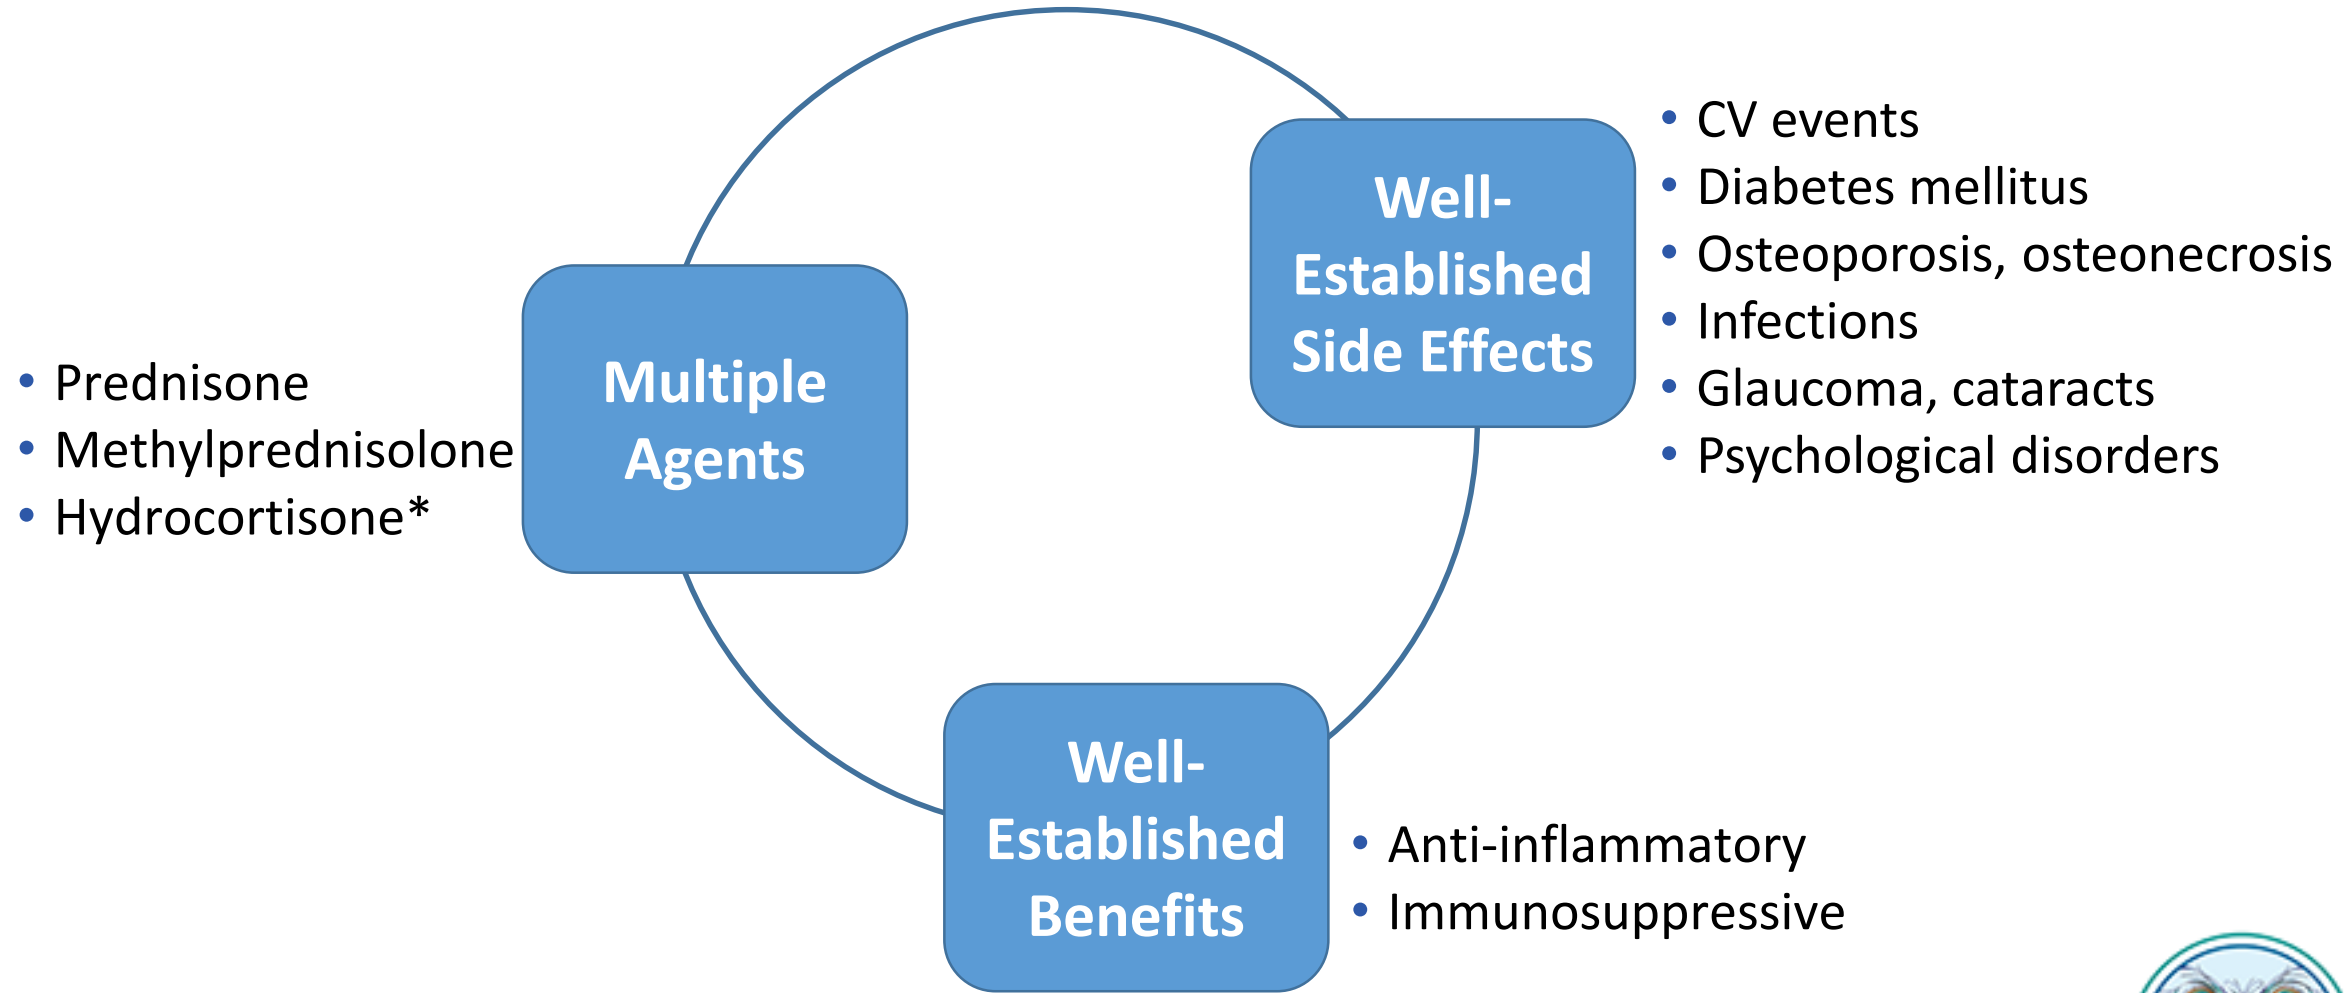 Multiple
Agents
• Prednisone
• Methylprednisolone
• Hydrocortisone*
Well-
Established
Side Effects
• CV events
• Diabetes mellitus
• Osteoporosis, osteonecrosis
• Infections
• Glaucoma, cataracts
• Psychological disorders
Well-
Established
Benefits
• Anti-inflammatory
• Immunosuppressive